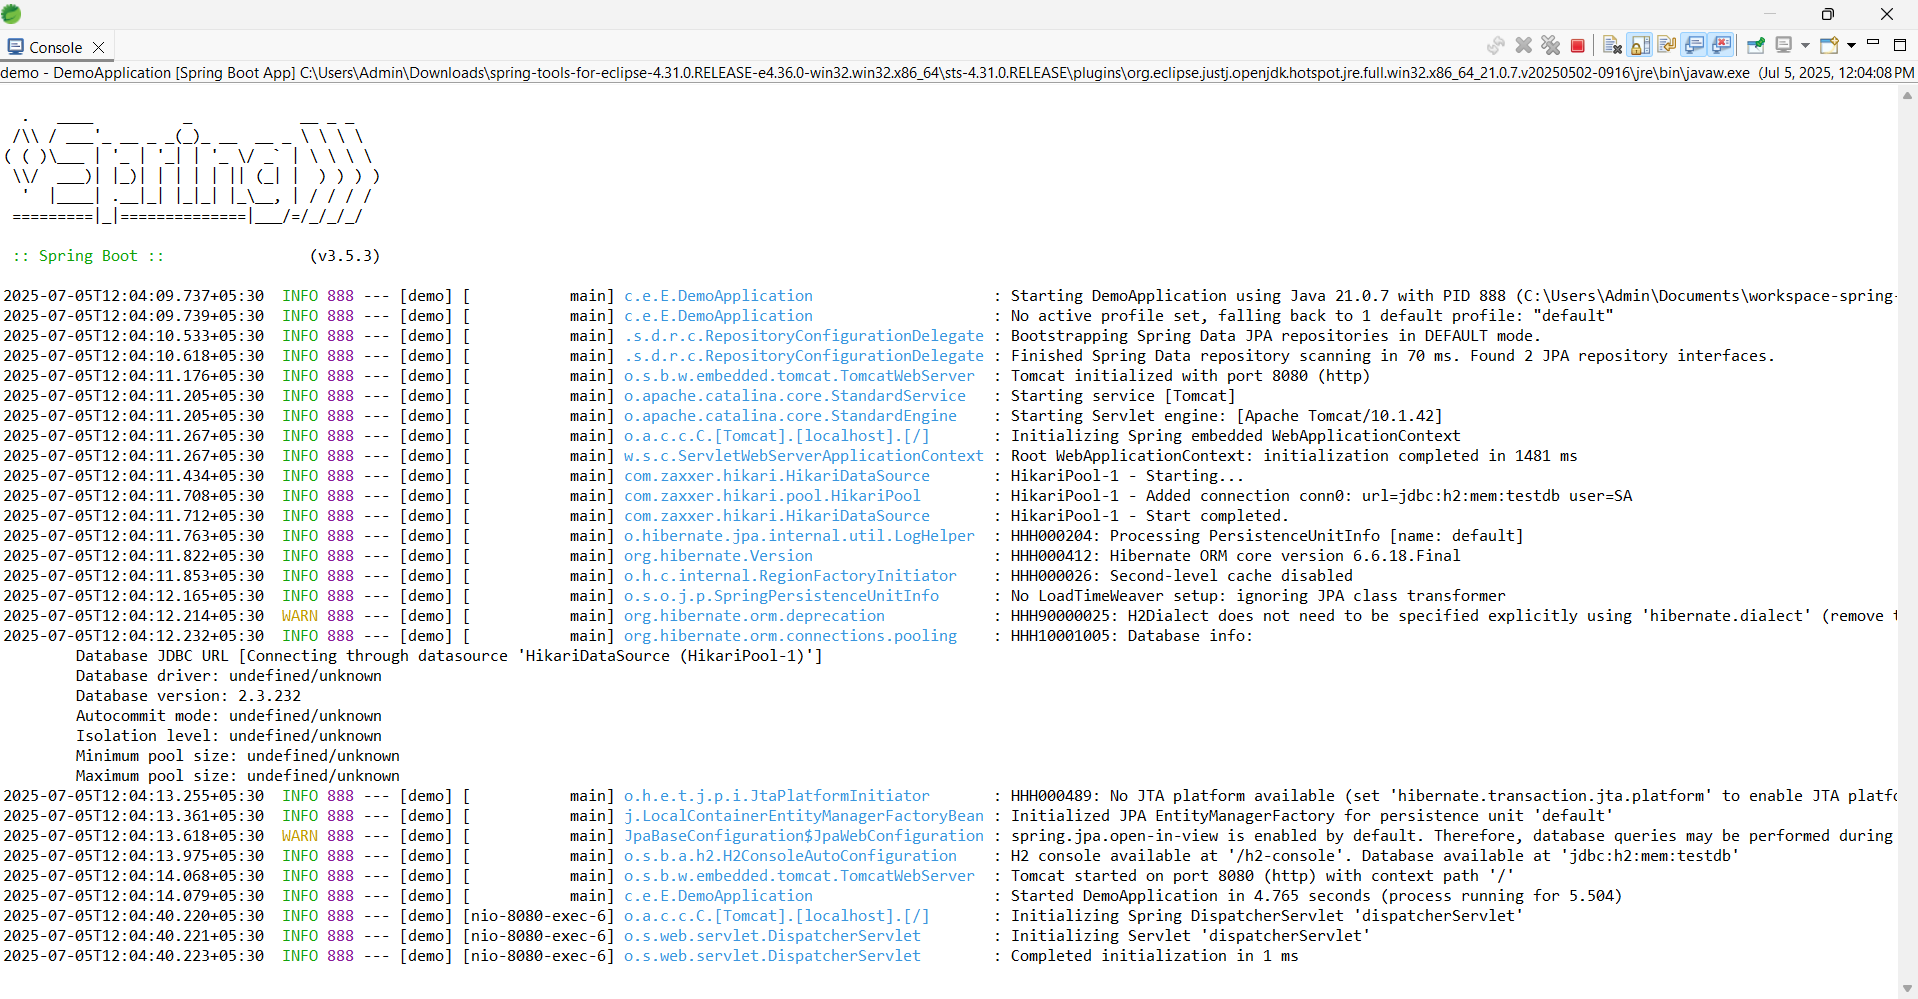 Console
demo - DemoApplication [Spring Boot App] C:\Users\Admin\Downloads\spring-tools-for-eclipse-4.31.0.RELEASE-e4.36.0-win32.win32.x86_64\sts-4.31.0.RELEASE\plugins\org.eclipse.justj.openjdk.hotspot.jre.full.win32.x86_64_21.0.7.v20250502-0916\jre\bin\javaw.exe (Jul 5, 2025, 12:04:08 PM
  .   ____          _            __ _ _
 /\\ / ___'_ __ _ _(_)_ __  __ _ \ \ \ \
( ( )\___ | '_ | '_| | '_ \/ _` | \ \ \ \
 \\/  ___)| |_)| | | | | || (_| |  ) ) ) )
  '  |____| .__|_| |_|_| |_\__, | / / / /
 =========|_|==============|___/=/_/_/_/
 :: Spring Boot ::                (v3.5.3)
2025-07-05T12:04:09.737+05:30  INFO 888 --- [demo] [           main] c.e.E.DemoApplication                    : Starting DemoApplication using Java 21.0.7 with PID 888 (C:\Users\Admin\Documents\workspace-spring-
2025-07-05T12:04:09.739+05:30  INFO 888 --- [demo] [           main] c.e.E.DemoApplication                    : No active profile set, falling back to 1 default profile: "default"
2025-07-05T12:04:10.533+05:30  INFO 888 --- [demo] [           main] .s.d.r.c.RepositoryConfigurationDelegate : Bootstrapping Spring Data JPA repositories in DEFAULT mode.
2025-07-05T12:04:10.618+05:30  INFO 888 --- [demo] [           main] .s.d.r.c.RepositoryConfigurationDelegate : Finished Spring Data repository scanning in 70 ms. Found 2 JPA repository interfaces.
2025-07-05T12:04:11.176+05:30  INFO 888 --- [demo] [           main] o.s.b.w.embedded.tomcat.TomcatWebServer  : Tomcat initialized with port 8080 (http)
2025-07-05T12:04:11.205+05:30  INFO 888 --- [demo] [           main] o.apache.catalina.core.StandardService   : Starting service [Tomcat]
2025-07-05T12:04:11.205+05:30  INFO 888 --- [demo] [           main] o.apache.catalina.core.StandardEngine    : Starting Servlet engine: [Apache Tomcat/10.1.42]
2025-07-05T12:04:11.267+05:30  INFO 888 --- [demo] [           main] o.a.c.c.C.[Tomcat].[localhost].[/]       : Initializing Spring embedded WebApplicationContext
2025-07-05T12:04:11.267+05:30  INFO 888 --- [demo] [           main] w.s.c.ServletWebServerApplicationContext : Root WebApplicationContext: initialization completed in 1481 ms
2025-07-05T12:04:11.434+05:30  INFO 888 --- [demo] [           main] com.zaxxer.hikari.HikariDataSource       : HikariPool-1 - Starting...
2025-07-05T12:04:11.708+05:30  INFO 888 --- [demo] [           main] com.zaxxer.hikari.pool.HikariPool        : HikariPool-1 - Added connection conn0: url=jdbc:h2:mem:testdb user=SA
2025-07-05T12:04:11.712+05:30  INFO 888 --- [demo] [           main] com.zaxxer.hikari.HikariDataSource       : HikariPool-1 - Start completed.
2025-07-05T12:04:11.763+05:30  INFO 888 --- [demo] [           main] o.hibernate.jpa.internal.util.LogHelper  : HHH000204: Processing PersistenceUnitInfo [name: default]
2025-07-05T12:04:11.822+05:30  INFO 888 --- [demo] [           main] org.hibernate.Version                    : HHH000412: Hibernate ORM core version 6.6.18.Final
2025-07-05T12:04:11.853+05:30  INFO 888 --- [demo] [           main] o.h.c.internal.RegionFactoryInitiator    : HHH000026: Second-level cache disabled
2025-07-05T12:04:12.165+05:30  INFO 888 --- [demo] [           main] o.s.o.j.p.SpringPersistenceUnitInfo      : No LoadTimeWeaver setup: ignoring JPA class transformer
2025-07-05T12:04:12.214+05:30  WARN 888 --- [demo] [           main] org.hibernate.orm.deprecation            : HHH90000025: H2Dialect does not need to be specified explicitly using 'hibernate.dialect' (remove
2025-07-05T12:04:12.232+05:30  INFO 888 --- [demo] [           main] org.hibernate.orm.connections.pooling    : HHH10001005: Database info:
	Database JDBC URL [Connecting through datasource 'HikariDataSource (HikariPool-1)']
	Database driver: undefined/unknown
	Database version: 2.3.232
	Autocommit mode: undefined/unknown
	Isolation level: undefined/unknown
	Minimum pool size: undefined/unknown
	Maximum pool size: undefined/unknown
2025-07-05T12:04:13.255+05:30  INFO 888 --- [demo] [           main] o.h.e.t.j.p.i.JtaPlatformInitiator       : HHH000489: No JTA platform available (set 'hibernate.transaction.jta.platform' to enable JTA platfo
2025-07-05T12:04:13.361+05:30  INFO 888 --- [demo] [           main] j.LocalContainerEntityManagerFactoryBean : Initialized JPA EntityManagerFactory for persistence unit 'default'
2025-07-05T12:04:13.618+05:30  WARN 888 --- [demo] [           main] JpaBaseConfiguration$JpaWebConfiguration : spring.jpa.open-in-view is enabled by default. Therefore, database queries may be performed during
2025-07-05T12:04:13.975+05:30  INFO 888 --- [demo] [           main] o.s.b.a.h2.H2ConsoleAutoConfiguration    : H2 console available at '/h2-console'. Database available at 'jdbc:h2:mem:testdb'
2025-07-05T12:04:14.068+05:30  INFO 888 --- [demo] [           main] o.s.b.w.embedded.tomcat.TomcatWebServer  : Tomcat started on port 8080 (http) with context path '/'
2025-07-05T12:04:14.079+05:30  INFO 888 --- [demo] [           main] c.e.E.DemoApplication                    : Started DemoApplication in 4.765 seconds (process running for 5.504)
2025-07-05T12:04:40.220+05:30  INFO 888 --- [demo] [nio-8080-exec-6] o.a.c.c.C.[Tomcat].[localhost].[/]       : Initializing Spring DispatcherServlet 'dispatcherServlet'
2025-07-05T12:04:40.221+05:30  INFO 888 --- [demo] [nio-8080-exec-6] o.s.web.servlet.DispatcherServlet        : Initializing Servlet 'dispatcherServlet'
2025-07-05T12:04:40.223+05:30  INFO 888 --- [demo] [nio-8080-exec-6] o.s.web.servlet.DispatcherServlet        : Completed initialization in 1 ms